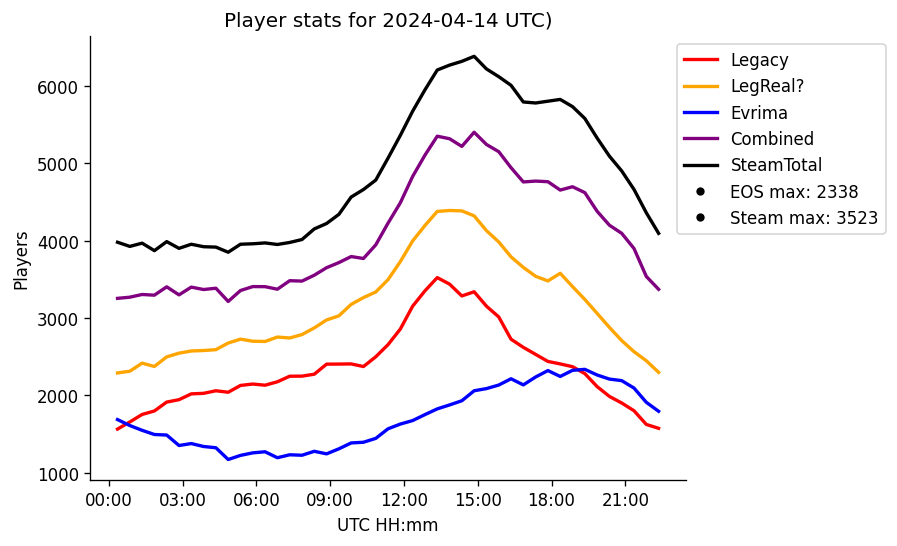 Player stats for 2024-04-14 UTC)
Players
6000
5000
4000
3000
2000
1000
00:00 03:00 06:00 09:00 12:00 15:00 18:00 21:00
UTC HH:mm
Legacy
LegReal?
Evrima
Combined
SteamTotal
EOS max: 2338
Steam max: 3523